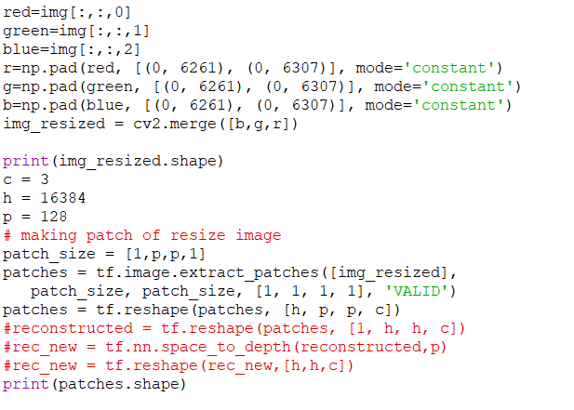 red=img[:,:,0]
green=img[:,:,1]
blue=img[:,:,2]
r=np.pad(red, [(0, 6261), (0, 6307)], mode='constant')
g=np.pad(green, [(0, 6261), (0, 6307)], mode='constant')
b=np.pad(blue, [(0, 6261), (0, 6307)], mode='constant')
img_resized = cv2.merge([b,g,r])

print(img_resized.shape)
c = 3
h = 16384
p = 128
# making patch of resize image
patch_size = [1,p,p,1]
patches = tf.image.extract_patches([img_resized],
   patch_size, patch_size, [1, 1, 1, 1], 'VALID')
patches = tf.reshape(patches, [h, p, p, c])
#reconstructed = tf.reshape(patches, [1, h, h, c])
#rec_new = tf.nn.space_to_depth(reconstructed,p)
#rec_new = tf.reshape(rec_new,[h,h,c])
print(patches.shape)